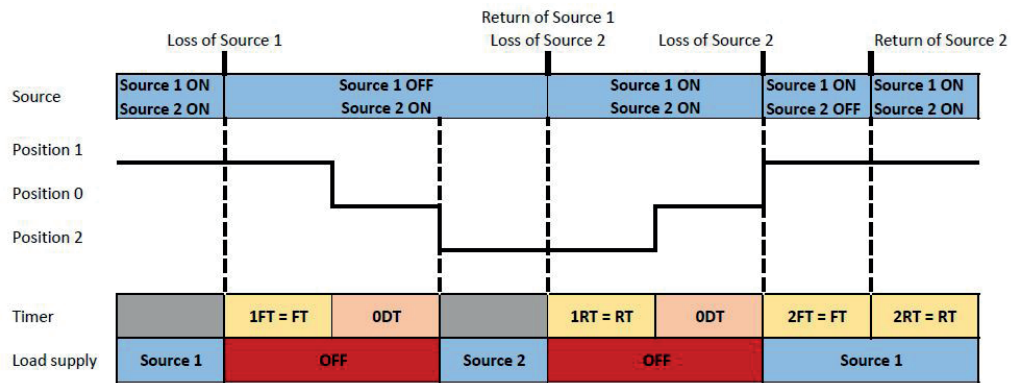 Return of Source 1
Loss of Source 1
Loss of Source 2
Loss of Source 2
Return of Source 2
Source
Source 1 ON
Source 2 ON
Source 1 OFF
Source 2 ON
Source 1 ON
Source 2 ON
Source 1 ON
Source 2 OFF
Source 1 ON
Source 2 ON
Position 1
Position 0
Position 2
Timer
1FT = FT
0DT
1RT = RT
0DT
2FT = FT
2RT = RT
Load supply
Source 1
OFF
Source 2
OFF
Source 1